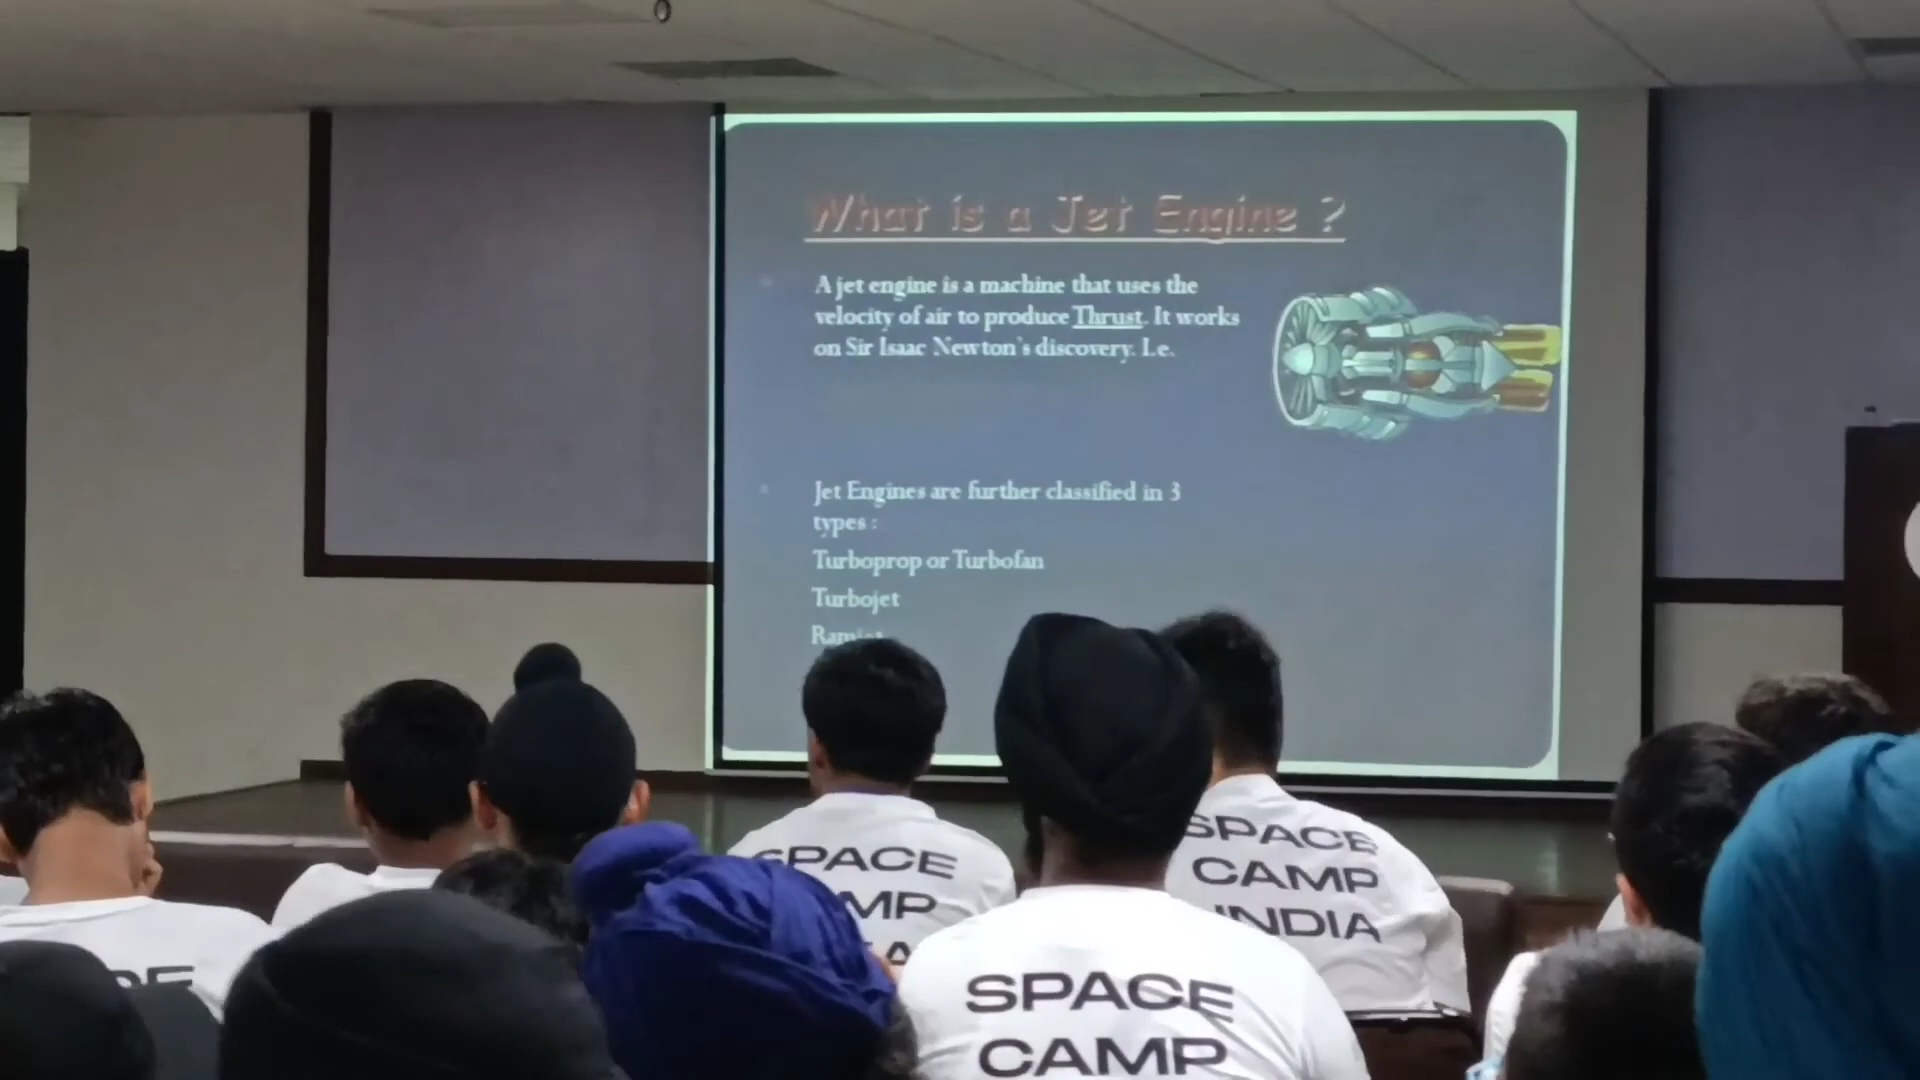 What is a Jet Engine ?
A jet engine is a machine that uses the
velocity of air to produce Thrust. It works
on Sir Isaac Newton's discovery. I.e.
Jet Engines are further classified in 3
types :
Turboprop or Turbofan
Turbojet
Ramjet
SPACE
CAMP
INDIA
SPACE
SPACE
CAMP